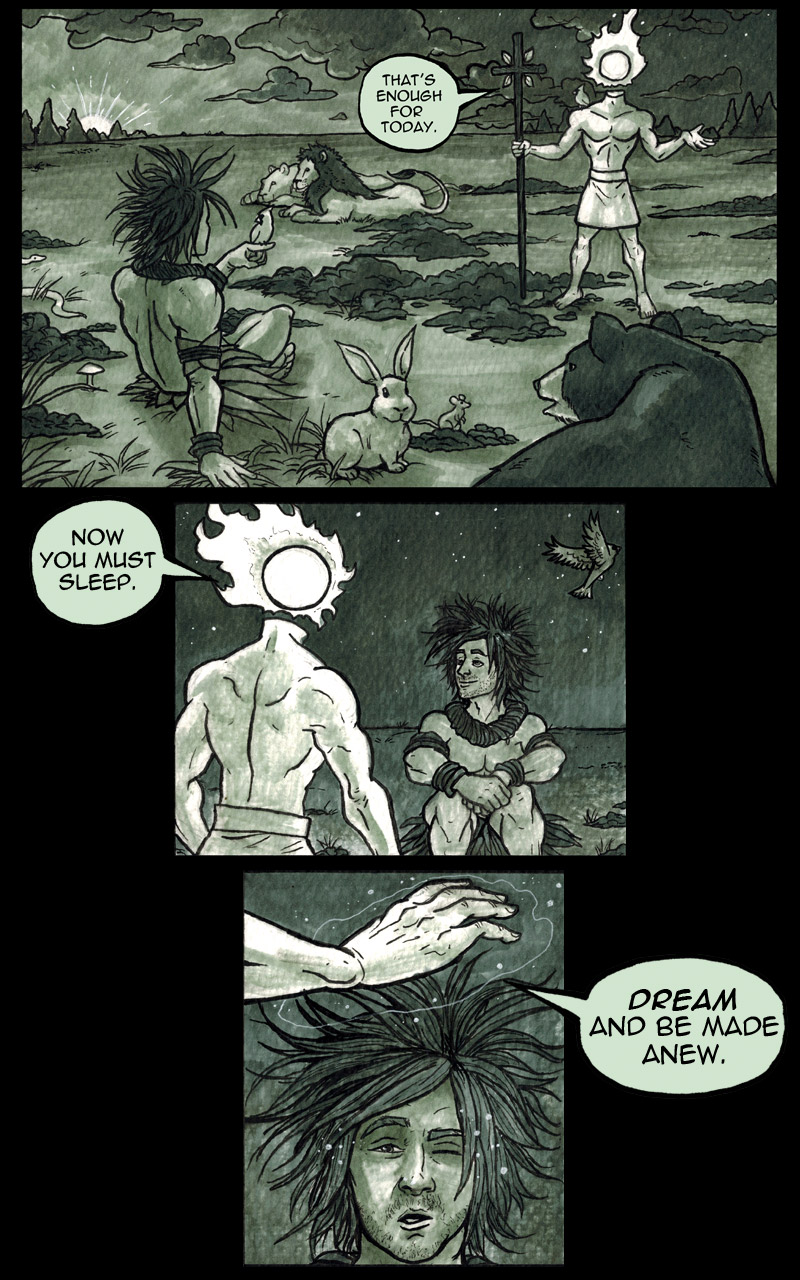 THAT'S
ENOUGH
FOR
TODAY.
NOW
YOU MUST
SLEEP.
DREAM
AND BE MADE
ANEW.